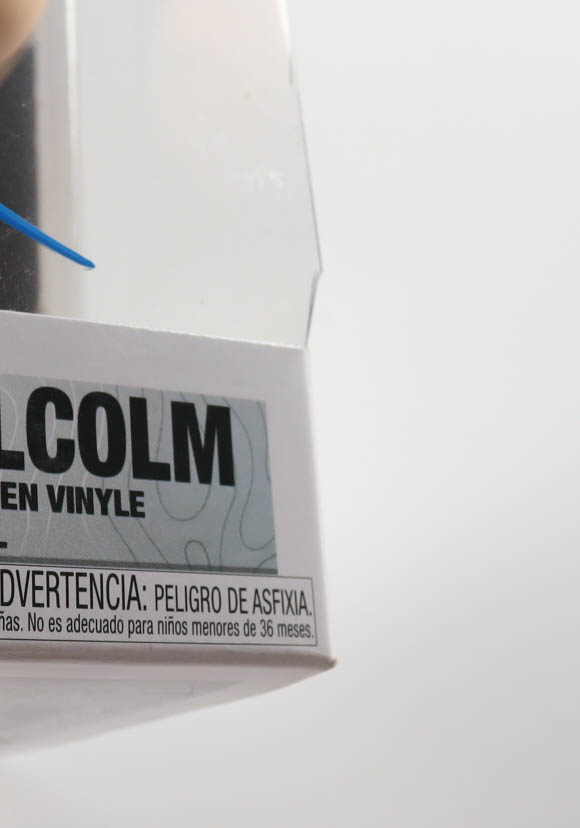 LCOLM
EN VINYLE
DVERTENCIA: PELIGRO DE ASFIXIA.
ñas. No es adecuado para niños menores de 36 meses.